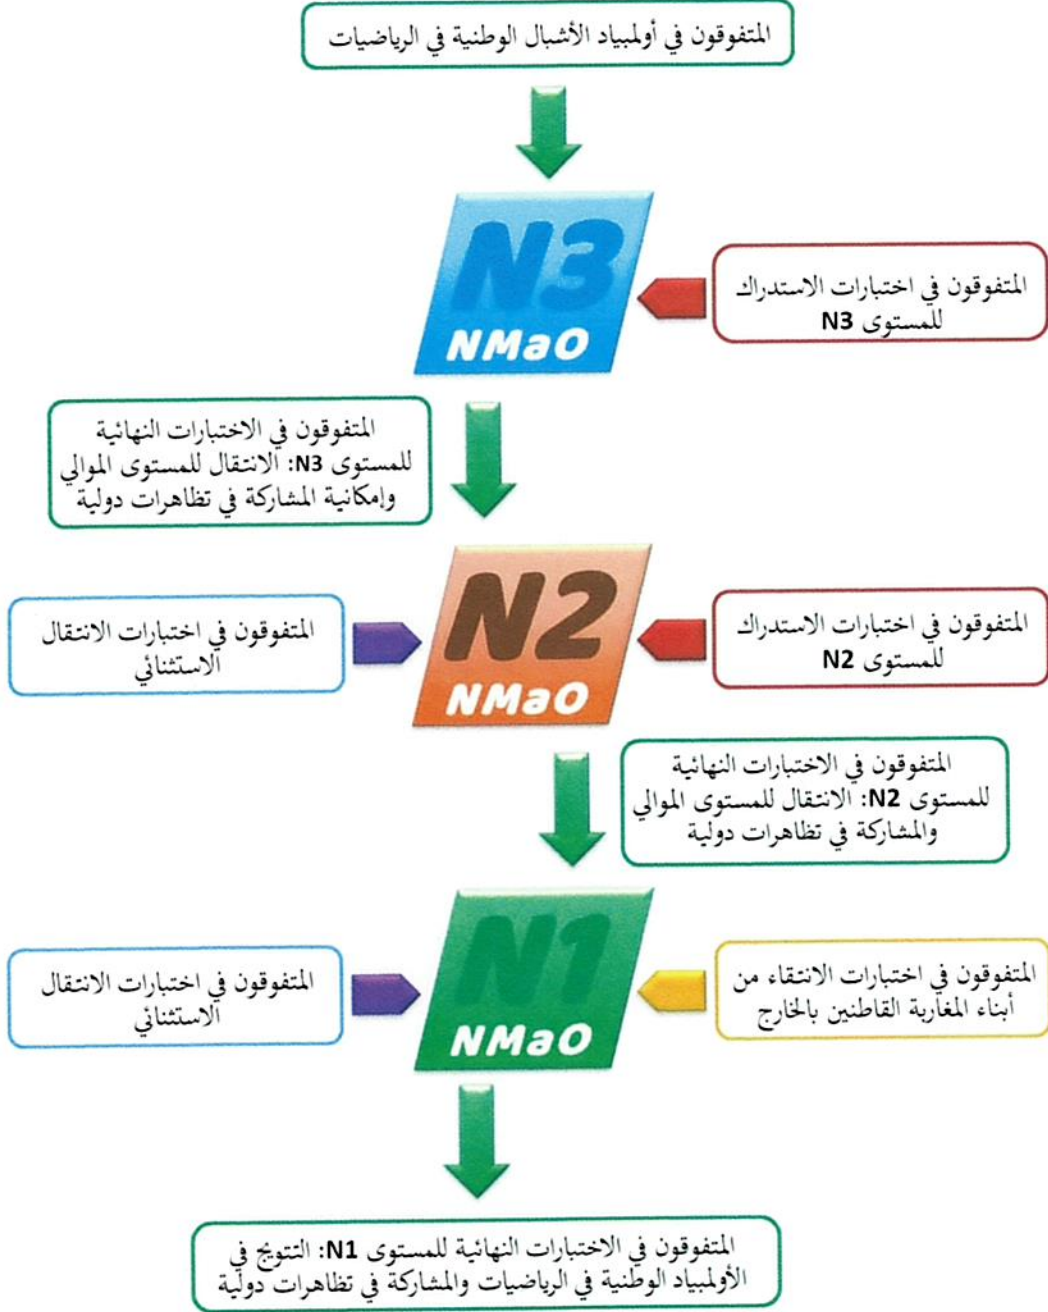 المتفوقون في أولمبياد الأشبال الوطنية في الرياضيات
N3
NMaO
المتفوقون في اختبارات الاستدراك
للمستوى N3
المتفوقون في الاختبارات النهائية
للمستوى N3: الانتقال للمستوى الموالي
وإمكانية المشاركة في تظاهرات دولية
N2
NMaO
المتفوقون في اختبارات الاستدراك
للمستوى N2
المتفوقون في اختبارات الانتقال
الاستثنائي
المتفوقون في الاختبارات النهائية
للمستوى N2: الانتقال للمستوى الموالي
والمشاركة في تظاهرات دولية
N1
NMaO
المتفوقون في اختبارات الانتقاء من
أبناء المغاربة القاطنين بالخارج
المتفوقون في اختبارات الانتقال
الاستثنائي
المتفوقون في الاختبارات النهائية للمستوى N1: التتويج في
الأولمبياد الوطنية في الرياضيات والمشاركة في تظاهرات دولية